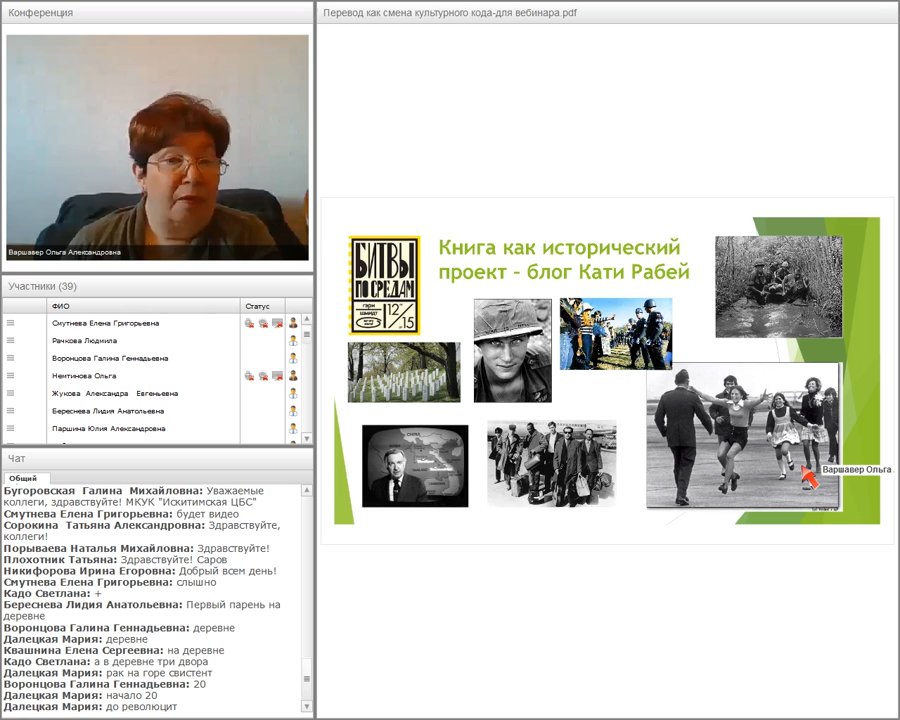 Конференция
Варшавер Ольга Александровна
Участники (39)
ФИО
Статус
Смутнева Елена Григорьевна
Рачкова Людмила
Воронцова Галина Геннадьевна
Немтинова Ольга
Жукова Александра Евгеньевна
Береснева Лидия Анатольевна
Паршина Юлия Александровна
Чат
Общий
Бугоровская Галина Михайловна: Уважаемые
коллеги, здравствуйте! МКУК "Искитимская ЦБС"
Смутнева Елена Григорьевна: будет видео
Сорокина Татьяна Александровна: Здравствуйте,
коллеги!
Порываева Наталья Михайловна: Здравствуйте!
Плохотник Татьяна: Здравствуйте! Саров
Никифорова Ирина Егоровна: Добрый всем день!
Смутнева Елена Григорьевна: слышно
Кадо Светлана: +
Береснева Лидия Анатольевна: Первый парень на
деревне
Воронцова Галина Геннадьевна: деревне
Далецкая Мария: деревне
Квашнина Елена Сергеевна: на деревне
Кадо Светлана: а в деревне три двора
Далецкая Мария: рак на горе свистент
Воронцова Галина Геннадьевна: 20
Далецкая Мария: начало 20
Далецкая Мария: до революцит
Перевод как смена культурного кода-для вебинара.pdf
БИТВЫ
ПО СРЕДАМ
ГАРИ
ШМИДТ
12+
15
Книга как исторический
проект - блог Кати Рабей
Варшавер Ольга